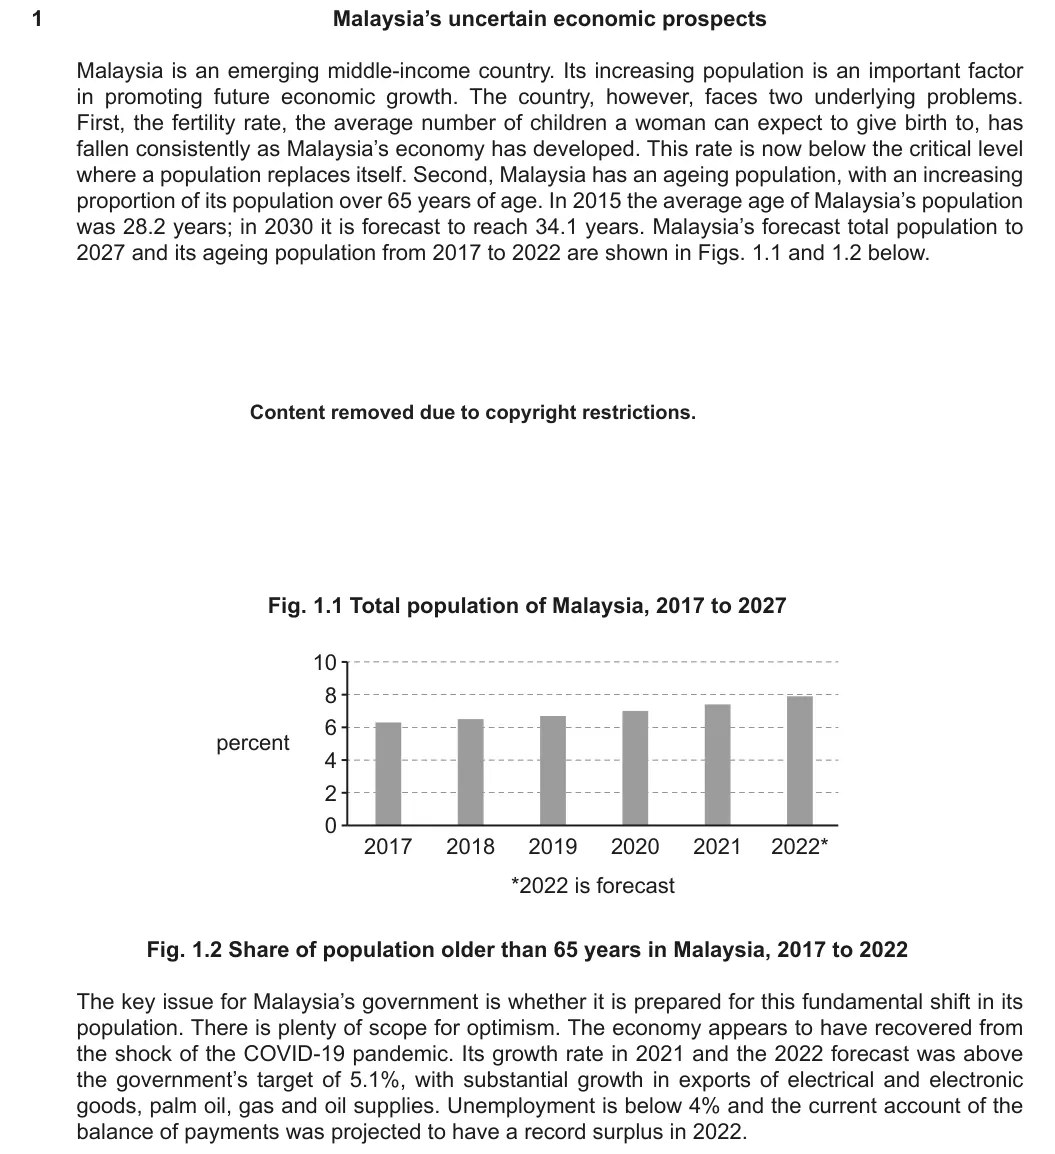 1 Malaysia’s uncertain economic prospects
Malaysia is an emerging middle-income country. Its increasing population is an important factor
in promoting future economic growth. The country, however, faces two underlying problems.
First, the fertility rate, the average number of children a woman can expect to give birth to, has
fallen consistently as Malaysia’s economy has developed. This rate is now below the critical level
where a population replaces itself. Second, Malaysia has an ageing population, with an increasing
proportion of its population over 65 years of age. In 2015 the average age of Malaysia’s population
was 28.2 years; in 2030 it is forecast to reach 34.1 years. Malaysia’s forecast total population to
2027 and its ageing population from 2017 to 2022 are shown in Figs. 1.1 and 1.2 below.
Content removed due to copyright restrictions.
Fig. 1.1 Total population of Malaysia, 2017 to 2027
10
8
6
percent
4
2
0
2017 2018 2019 2020 2021 2022*
*2022 is forecast
Fig. 1.2 Share of population older than 65 years in Malaysia, 2017 to 2022
The key issue for Malaysia’s government is whether it is prepared for this fundamental shift in its
population. There is plenty of scope for optimism. The economy appears to have recovered from
the shock of the COVID-19 pandemic. Its growth rate in 2021 and the 2022 forecast was above
the government’s target of 5.1%, with substantial growth in exports of electrical and electronic
goods, palm oil, gas and oil supplies. Unemployment is below 4% and the current account of the
balance of payments was projected to have a record surplus in 2022.